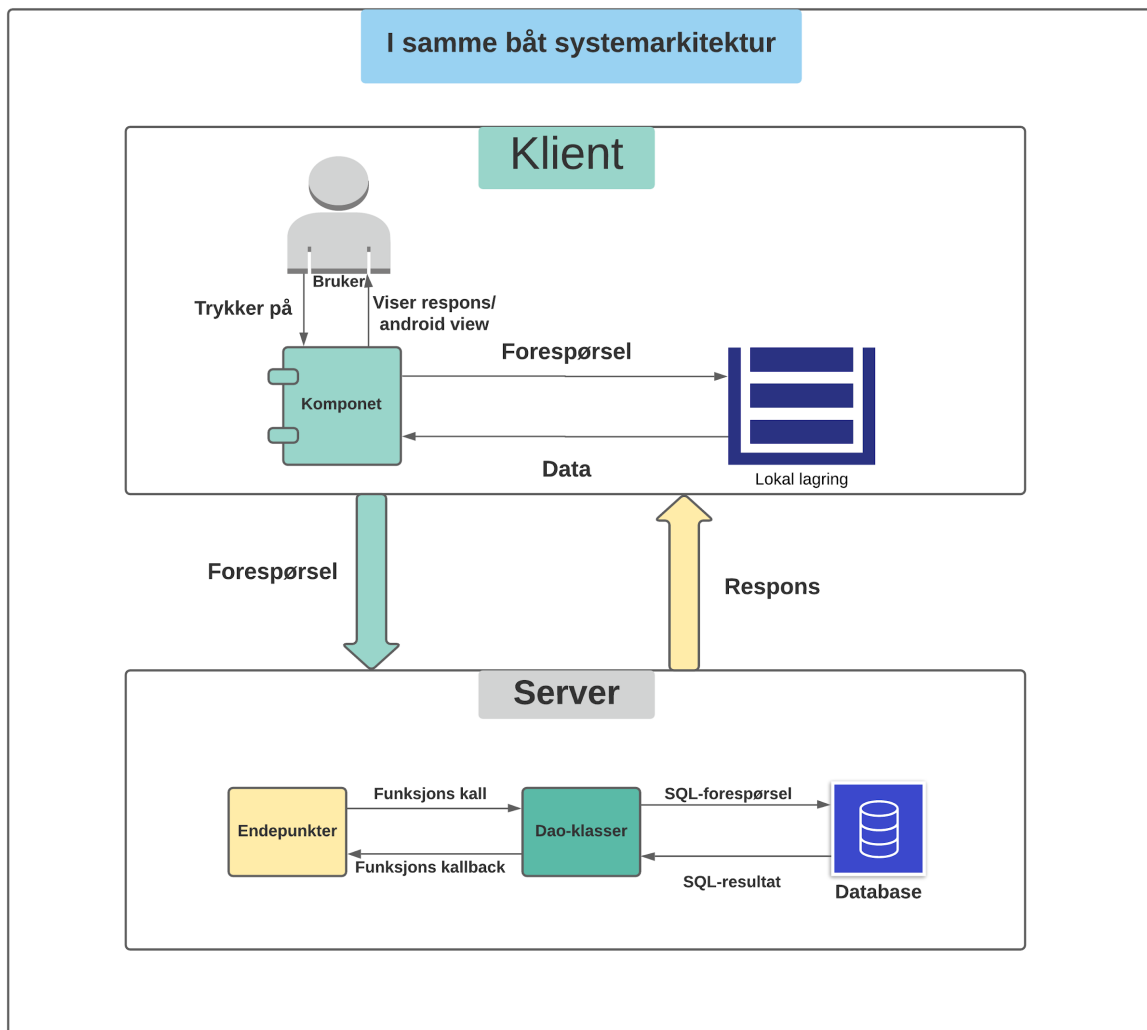 I samme båt systemarkitektur
Klient
Bruker
Trykker på
Viser respons/
android view
Forespørsel
Komponet
Data
Lokal lagring
Forespørsel
Respons
Server
Funksjons kall
SQL-forespørsel
Endepunkter
Dao-klasser
Funksjons kallback
SQL-resultat
Database